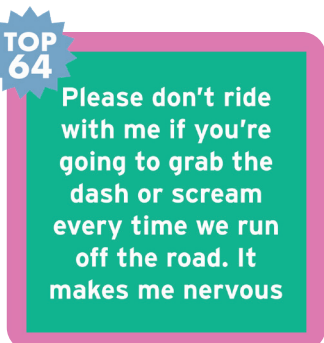 TOP
64
Please don't ride
with me if you're
going to grab the
dash or scream
every time we run
off the road. It
makes me nervous